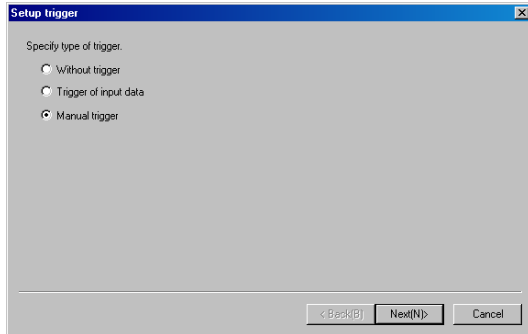 Setup trigger
Specify type of trigger.
Without trigger
Trigger of input data
Manual trigger
< Back(B) Next(N)> Cancel